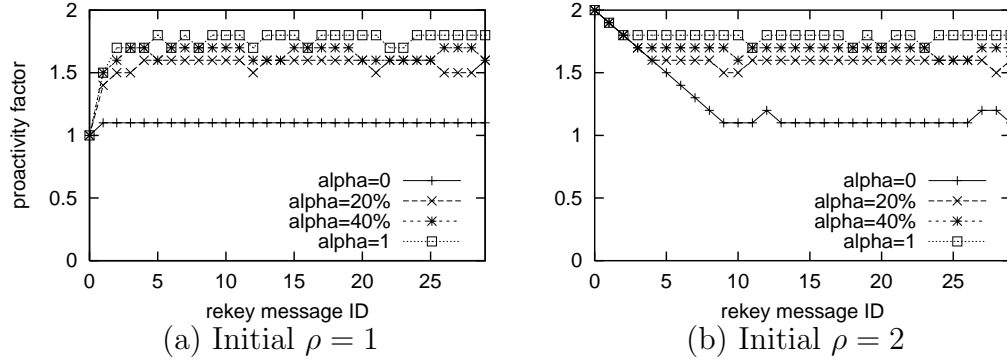 2
1.5
1
0.5
0
proactivity factor
alpha=0
alpha=20%
alpha=40%
alpha=1
0 5 10 15 20 25
rekey message ID
(a) Initial ρ = 1
2
1.5
1
0.5
0
alpha=0
alpha=20%
alpha=40%
alpha=1
0 5 10 15 20 25
rekey message ID
(b) Initial ρ = 2